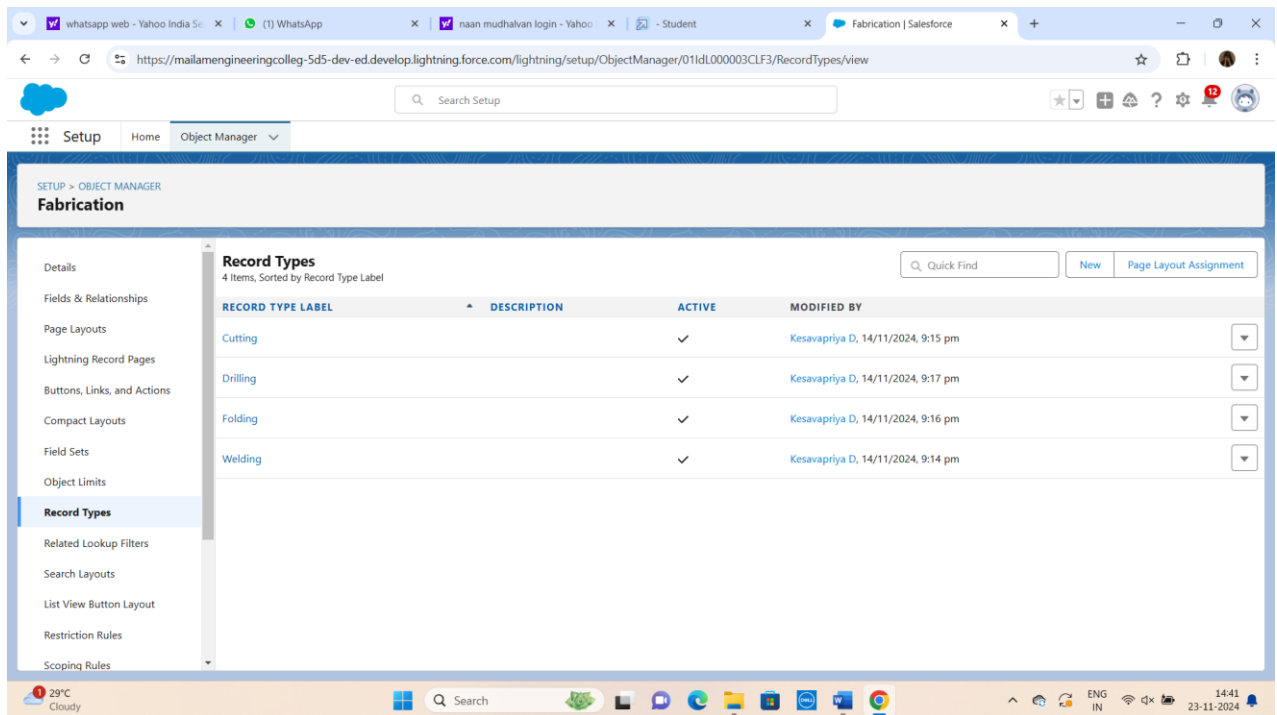 whatsapp web - Yahoo India Se
(1) WhatsApp
naan mudhalvan login - Yahoo
- Student
Fabrication | Salesforce
https://mailamengineeringcolleg-5d5-dev-ed.develop.lightning.force.com/lightning/setup/ObjectManager/01IdL000003CLF3/RecordTypes/view
Search Setup
12
Setup
Home
Object Manager
SETUP > OBJECT MANAGER
Fabrication
Details
Fields & Relationships
Page Layouts
Lightning Record Pages
Buttons, Links, and Actions
Compact Layouts
Field Sets
Object Limits
Record Types
Related Lookup Filters
Search Layouts
List View Button Layout
Restriction Rules
Scoping Rules
Record Types
4 Items, Sorted by Record Type Label
Quick Find
New
Page Layout Assignment
RECORD TYPE LABEL DESCRIPTION ACTIVE MODIFIED BY
Cutting Kesavapriya D, 14/11/2024, 9:15 pm
Drilling Kesavapriya D, 14/11/2024, 9:17 pm
Folding Kesavapriya D, 14/11/2024, 9:16 pm
Welding Kesavapriya D, 14/11/2024, 9:14 pm
1
29°C
Cloudy
Search
DELL
W
ENG
IN
14:41
23-11-2024